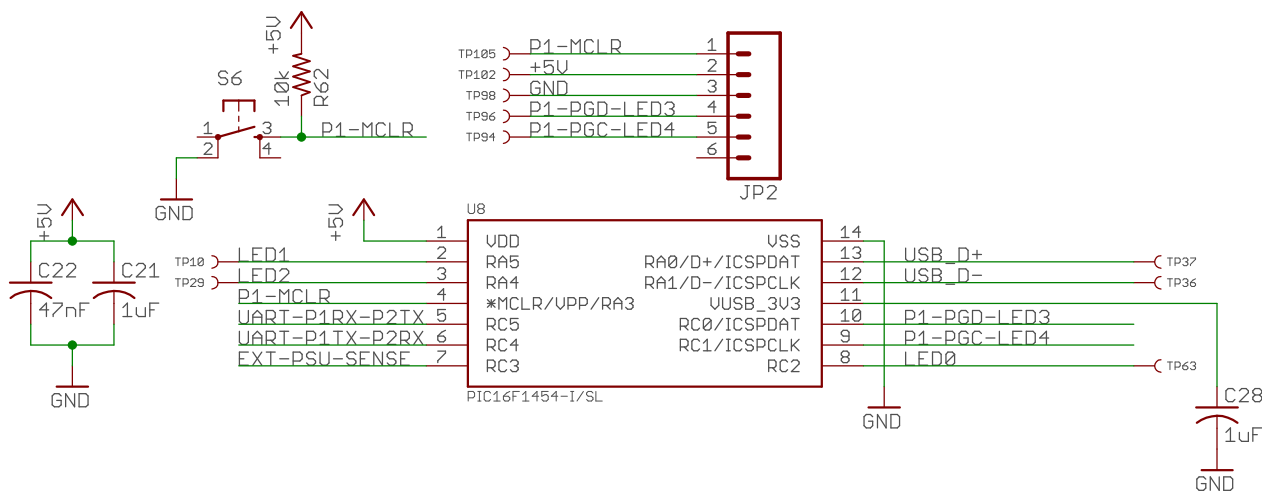 +5V
10k
R62
S6
1
3
2
4
P1-MCLR
GND
TP105
P1-MCLR
1
TP102
+5V
2
TP98
GND
3
TP96
P1-PGD-LED3
4
TP94
P1-PGC-LED4
5
6
JP2
+5V
C22
47nF
C21
1uF
GND
+5V
U8
1
VDD
TP10
LED1
2
RA5
TP29
LED2
3
RA4
P1-MCLR
4
*MCLR/VPP/RA3
UART-P1RX-P2TX
5
RC5
UART-P1TX-P2RX
6
RC4
EXT-PSU-SENSE
7
RC3
VSS
14
RA0/D+/ICSPDAT
13
USB_D+
TP37
RA1/D-/ICSPCLK
12
USB_D-
TP36
VUSB_3V3
11
RC0/ICSPDAT
10
P1-PGD-LED3
RC1/ICSPCLK
9
P1-PGC-LED4
RC2
8
LED0
TP63
PIC16F1454-I/SL
GND
C28
1uF
GND